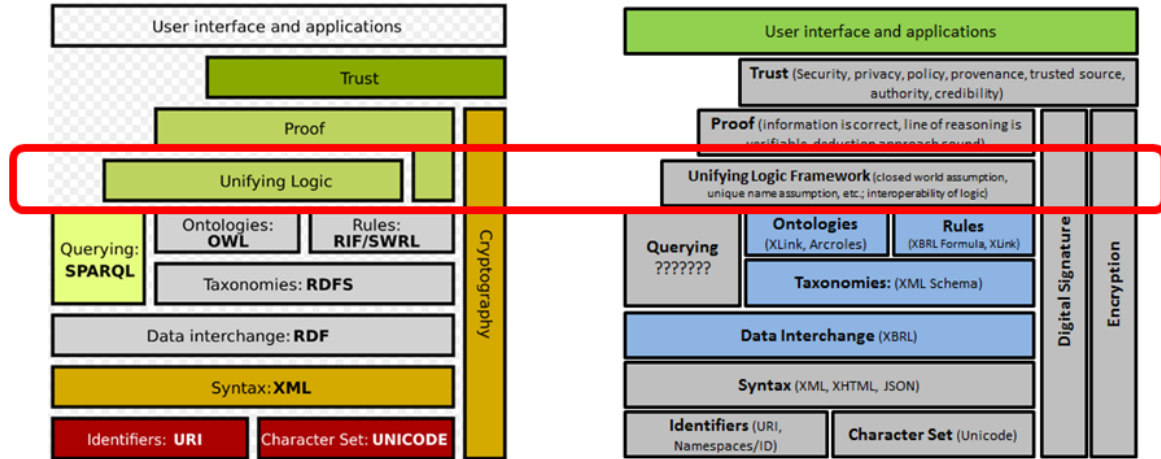 User interface and applications
Trust
Proof
Unifying Logic
Querying:
SPARQL
Ontologies:
OWL
Rules:
RIF/SWRL
Taxonomies: RDFS
Data interchange: RDF
Syntax: XML
Identifiers: URI
Character Set: UNICODE
Cryptography
User interface and applications
Trust (Security, privacy, policy, provenance, trusted source,
authority, credibility)
Proof (information is correct, line of reasoning is
verifiable, deduction approach sound)
Unifying Logic Framework (closed world assumption,
unique name assumption, etc.; interoperability of logic)
Querying
???????
Ontologies
(XLink, Arcroles)
Rules
(XBRL Formula, XLink)
Taxonomies: (XML Schema)
Data Interchange (XBRL)
Syntax (XML, XHTML, JSON)
Identifiers (URI,
Namespaces/ID)
Character Set (Unicode)
Digital Signature
Encryption